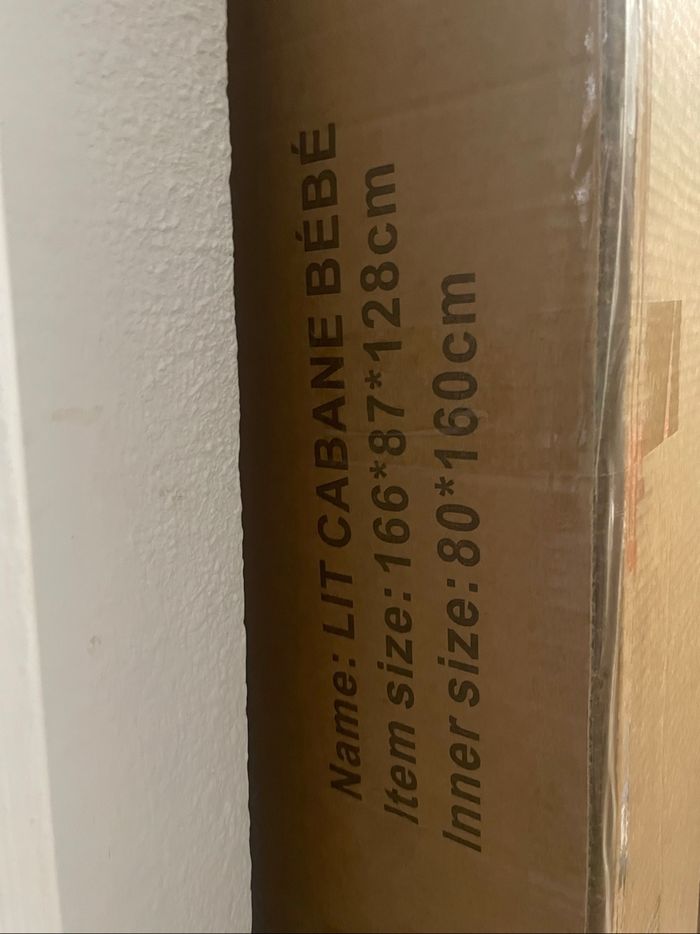 Name: LIT CABANE BÉBÉ
Item size: 166*87*128cm
Inner size: 80*160cm